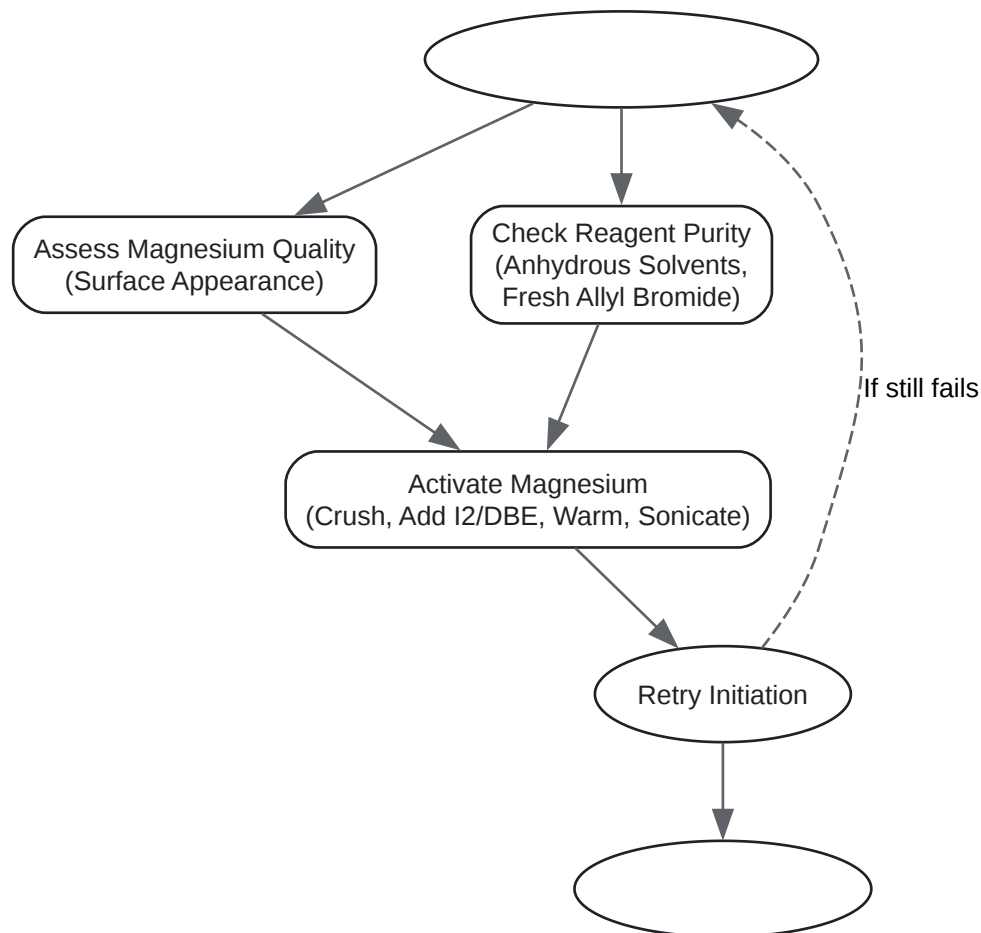 Assess Magnesium Quality
(Surface Appearance)
Check Reagent Purity
(Anhydrous Solvents,
Fresh Allyl Bromide)
If still fails
Activate Magnesium
(Crush, Add I2/DBE, Warm, Sonicate)
Retry Initiation